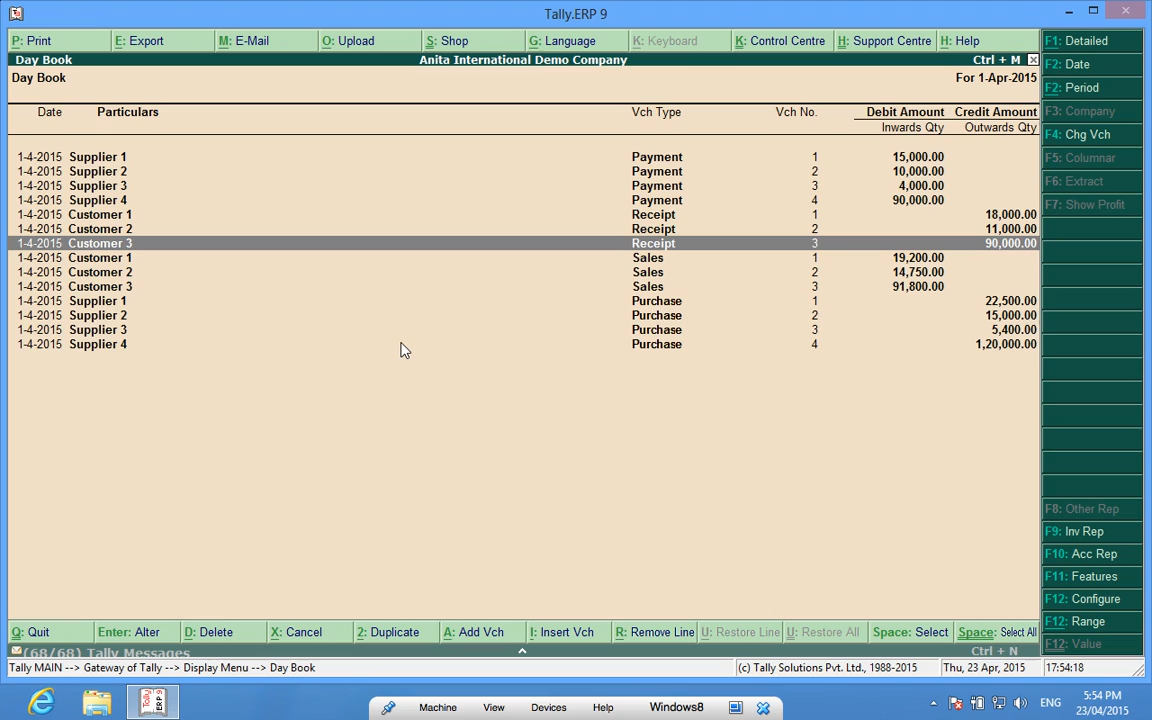 Tally.ERP 9
P: Print E: Export M: E-Mail O: Upload S: Shop G: Language K: Keyboard K: Control Centre H: Support Centre H: Help
Day Book Anita International Demo Company Ctrl + M
Day Book For 1-Apr-2015
Date Particulars Vch Type Vch No. Debit Amount Credit Amount
Inwards Qty Outwards Qty
1-4-2015 Supplier 1 Payment 1 15,000.00
1-4-2015 Supplier 2 Payment 2 10,000.00
1-4-2015 Supplier 3 Payment 3 4,000.00
1-4-2015 Supplier 4 Payment 4 90,000.00
1-4-2015 Customer 1 Receipt 1 18,000.00
1-4-2015 Customer 2 Receipt 2 11,000.00
1-4-2015 Customer 3 Receipt 3 90,000.00
1-4-2015 Customer 1 Sales 1 19,200.00
1-4-2015 Customer 2 Sales 2 14,750.00
1-4-2015 Customer 3 Sales 3 91,800.00
1-4-2015 Supplier 1 Purchase 1 22,500.00
1-4-2015 Supplier 2 Purchase 2 15,000.00
1-4-2015 Supplier 3 Purchase 3 5,400.00
1-4-2015 Supplier 4 Purchase 4 1,20,000.00
F1: Detailed
F2: Date
F2: Period
F3: Company
F4: Chg Vch
F5: Columnar
F6: Extract
F7: Show Profit
F8: Other Rep
F9: Inv Rep
F10: Acc Rep
F11: Features
F12: Configure
F12: Range
F12: Value
Q: Quit Enter: Alter D: Delete X: Cancel 2: Duplicate A: Add Vch I: Insert Vch R: Remove Line U: Restore Line U: Restore All Space: Select Space: Select All
(68/68) Tally Messages Ctrl + N
Tally MAIN --> Gateway of Tally --> Display Menu --> Day Book (c) Tally Solutions Pvt. Ltd., 1988-2015 Thu, 23 Apr, 2015 17:54:18
Tally ERP 9
Machine View Devices Help Windows8
ENG
5:54 PM
23/04/2015